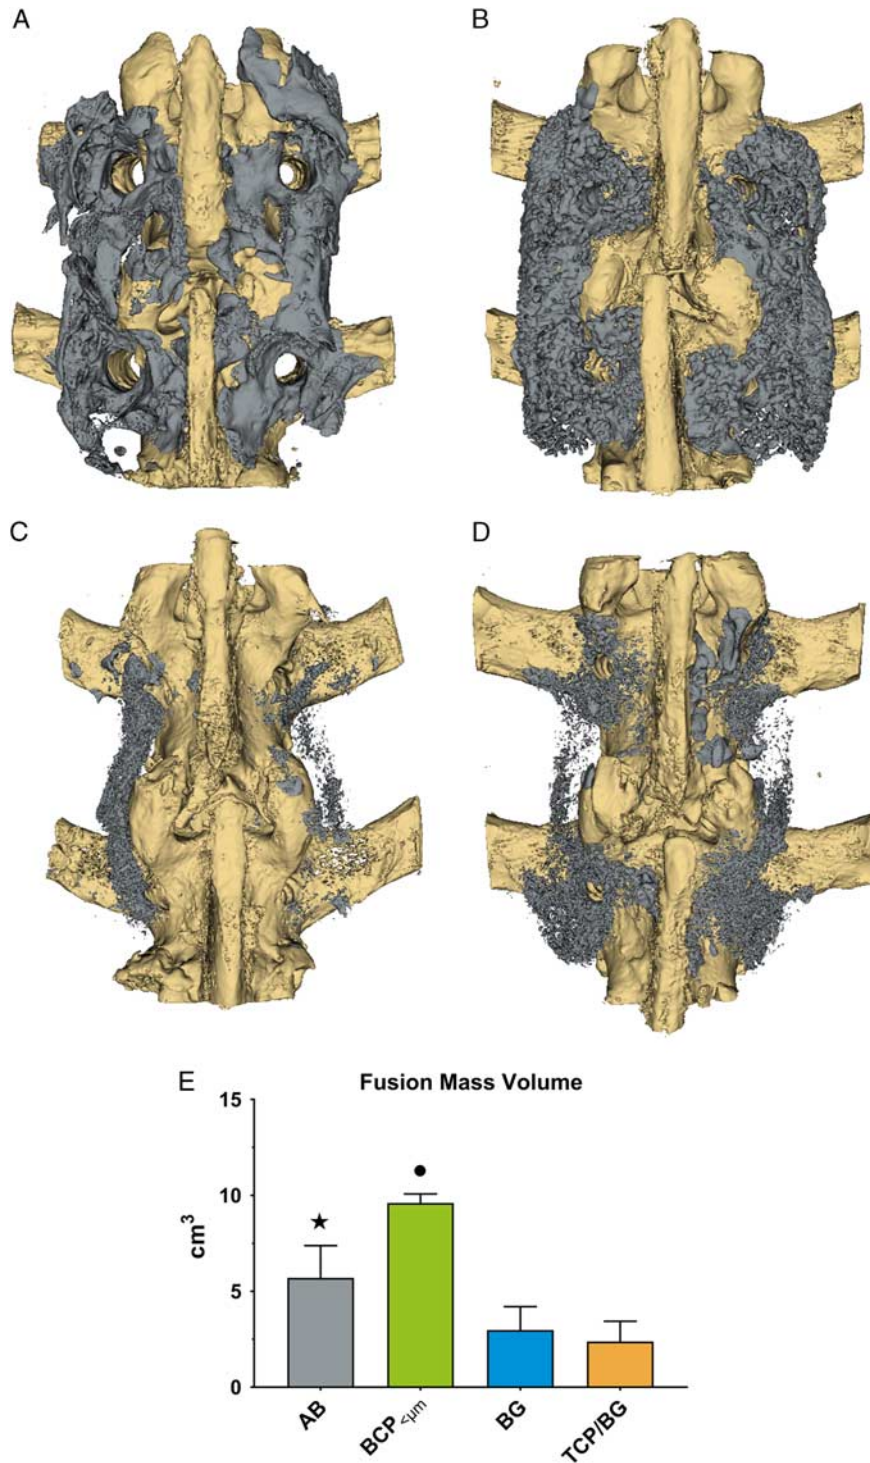 A
B
C
D
E
Fusion Mass Volume
15
10
5
0
cm³
★
●
AB
BCP <μm
BG
TCP/BG